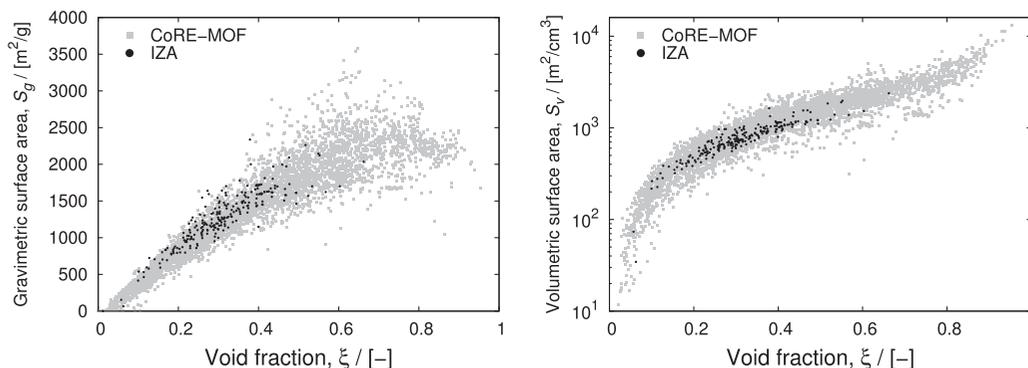 Gravimetric surface area, S_g / [m²/g]
4000
3500
3000
2500
2000
1500
1000
500
0
CoRE−MOF
IZA
0 0.2 0.4 0.6 0.8 1
Void fraction, ξ / [−]
Volumetric surface area, S_v / [m²/cm³]
10⁴
10³
10²
10¹
CoRE−MOF
IZA
0 0.2 0.4 0.6 0.8
Void fraction, ξ / [−]